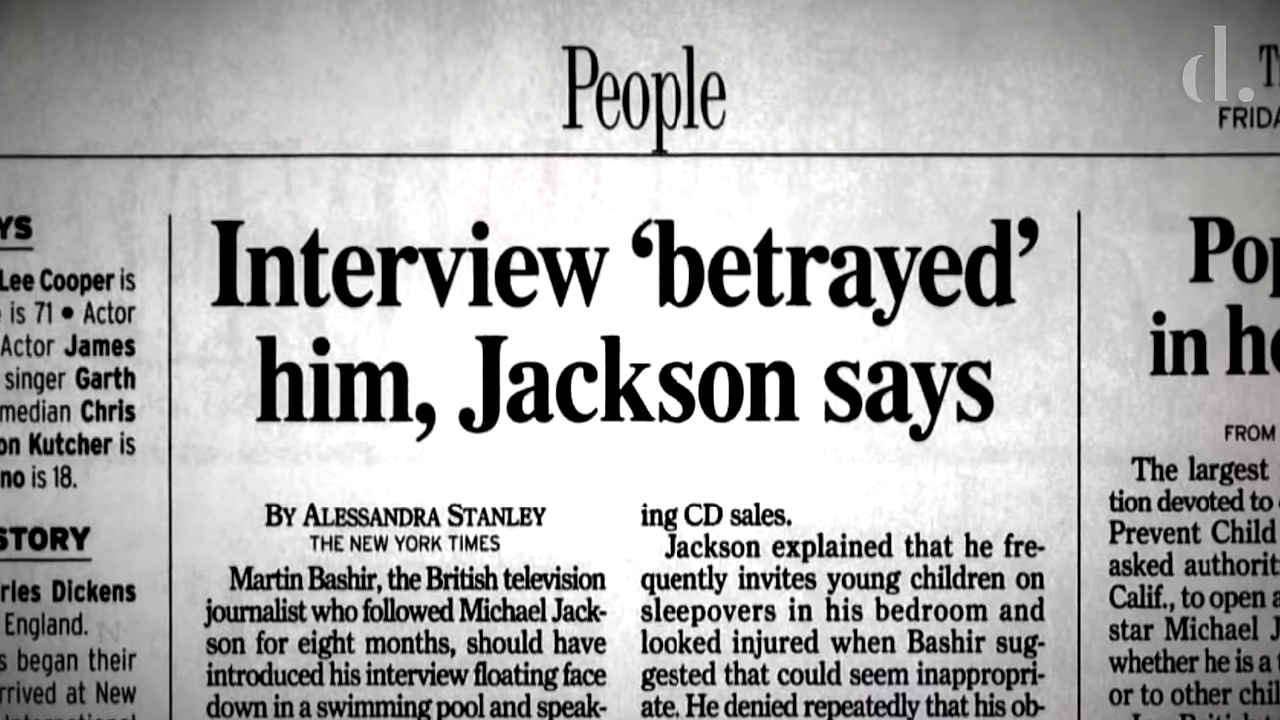 People
d.
FRIDA
YS
Lee Cooper is
is 71 • Actor
Actor James
singer Garth
median Chris
on Kutcher is
no is 18.
STORY
rles Dickens
England.
s began their
rrived at New
Interview ‘betrayed’
him, Jackson says
BY ALESSANDRA STANLEY
THE NEW YORK TIMES
Martin Bashir, the British television
journalist who followed Michael Jack-
son for eight months, should have
introduced his interview floating face
down in a swimming pool and speak-
ing CD sales.
Jackson explained that he fre-
quently invites young children on
sleepovers in his bedroom and
looked injured when Bashir sug-
gested that could seem inappropri-
ate. He denied repeatedly that his ob-
Pop
in he
FROM
The largest
tion devoted to
Prevent Child
asked authorit
Calif., to open a
star Michael J
whether he is a
or to other chil